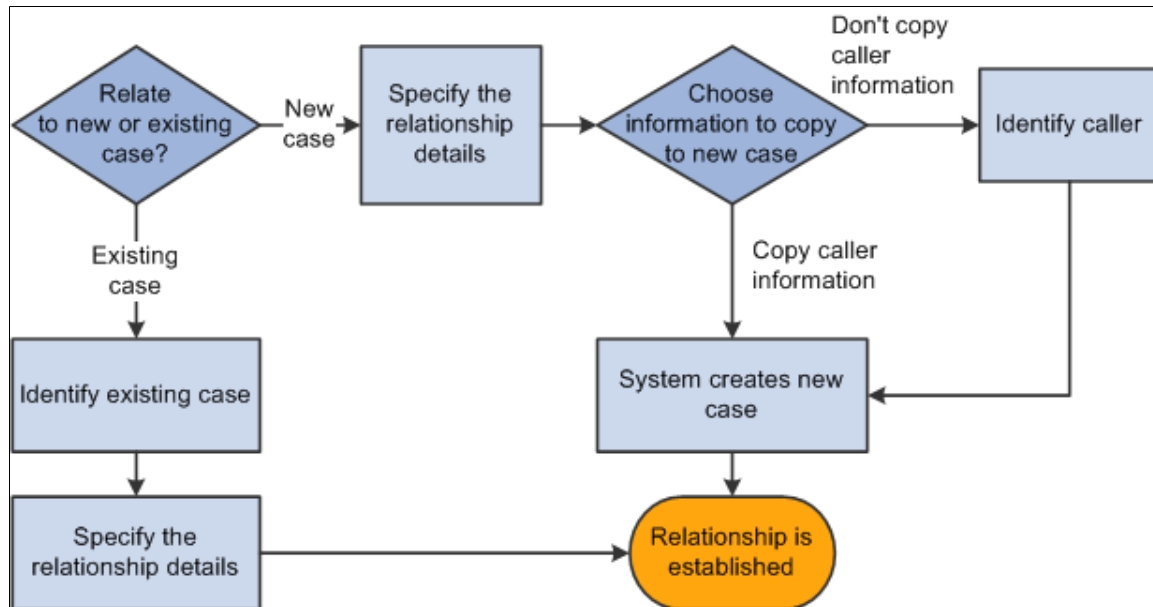 Relate
to new or existing
case?
New
case
Specify the
relationship
details
Choose
information to copy
to new case
Don't copy
caller
information
Identify caller
Existing
case
Copy caller
information
Identify existing case
System creates new
case
Specify the
relationship details
Relationship is
established